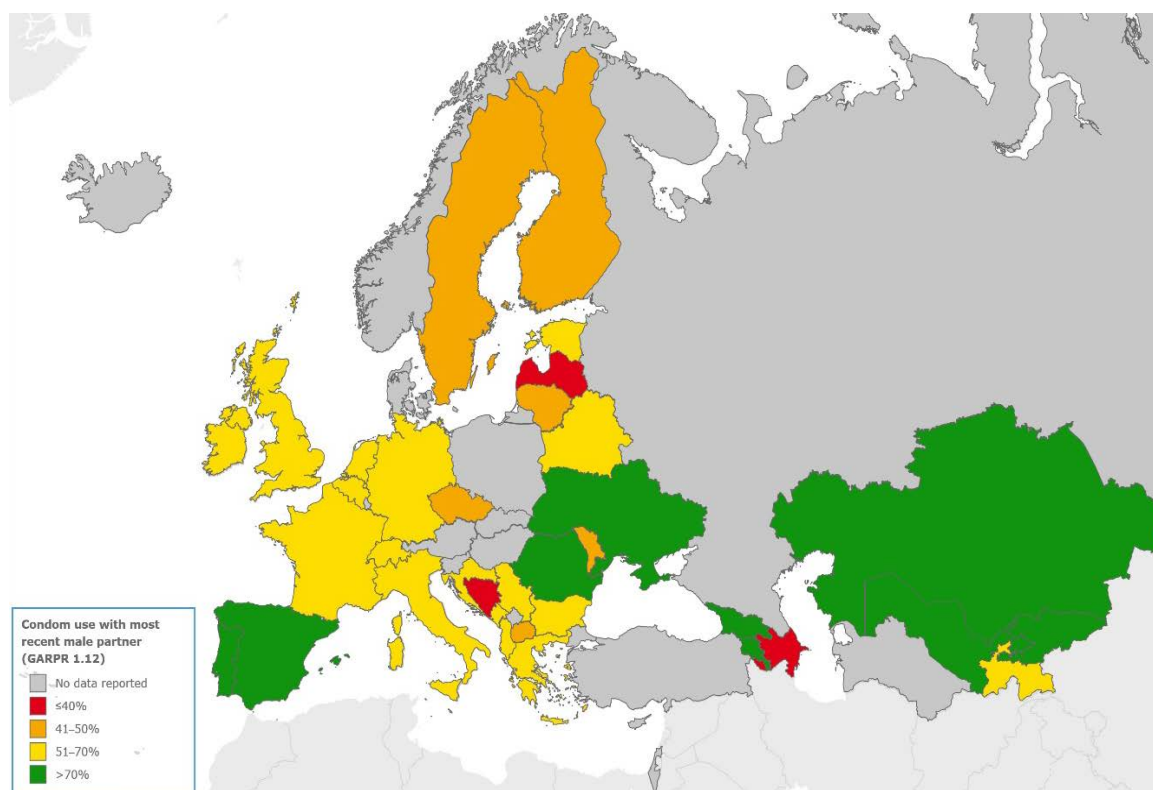 Condom use with most
recent male partner
(GARPR 1.12)
No data reported
≤40%
41–50%
51–70%
>70%